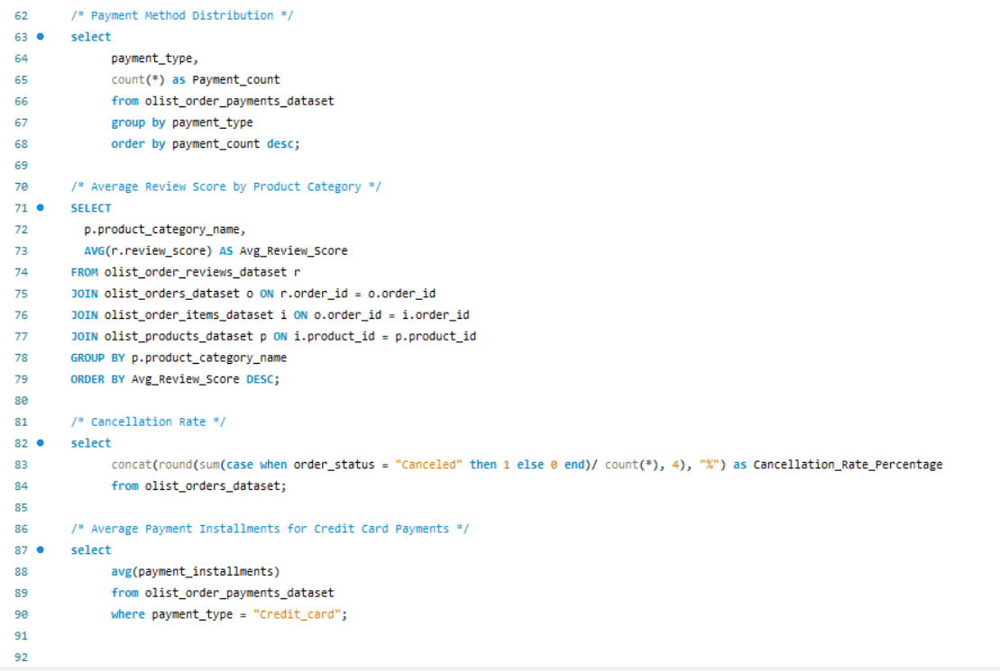 62 /* Payment Method Distribution */
63 select
64 payment_type,
65 count(*) as Payment_count
66 from olist_order_payments_dataset
67 group by payment_type
68 order by payment_count desc;
69
70 /* Average Review Score by Product Category */
71 SELECT
72 p.product_category_name,
73 AVG(r.review_score) AS Avg_Review_Score
74 FROM olist_order_reviews_dataset r
75 JOIN olist_orders_dataset o ON r.order_id = o.order_id
76 JOIN olist_order_items_dataset i ON o.order_id = i.order_id
77 JOIN olist_products_dataset p ON i.product_id = p.product_id
78 GROUP BY p.product_category_name
79 ORDER BY Avg_Review_Score DESC;
80
81 /* Cancellation Rate */
82 select
83 concat(round(sum(case when order_status = "Canceled" then 1 else 0 end)/ count(*), 4), "%") as Cancellation_Rate_Percentage
84 from olist_orders_dataset;
85
86 /* Average Payment Installments for Credit Card Payments */
87 select
88 avg(payment_installments)
89 from olist_order_payments_dataset
90 where payment_type = "Credit_card";
91
92